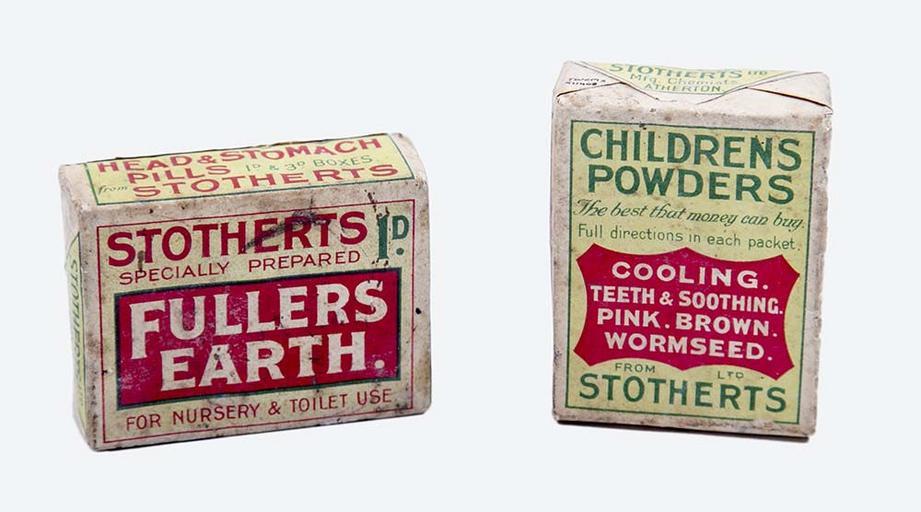 HEAD & STOMACH
PILLS 1D & 3D BOXES
from STOTHERTS
STOTHERTS 1D.
SPECIALLY PREPARED
FULLERS
EARTH.
FOR NURSERY & TOILET USE
STOTHERTS
STOTHERTS LTD
Mfg. Chemists
ATHERTON.
CHILDRENS
POWDERS
The best that money can buy.
Full directions in each packet.
COOLING.
TEETH & SOOTHING.
PINK. BROWN.
WORMSEED.
FROM LTD
STOTHERTS